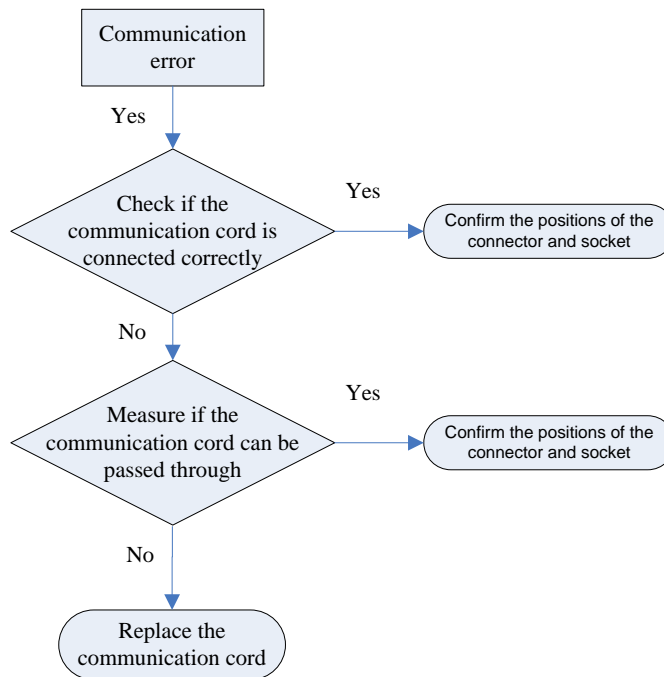 Communication
error
Yes
Check if the
communication cord is
connected correctly
Yes
Confirm the positions of the
connector and socket
No
Measure if the
communication cord can be
passed through
Yes
Confirm the positions of the
connector and socket
No
Replace the
communication cord